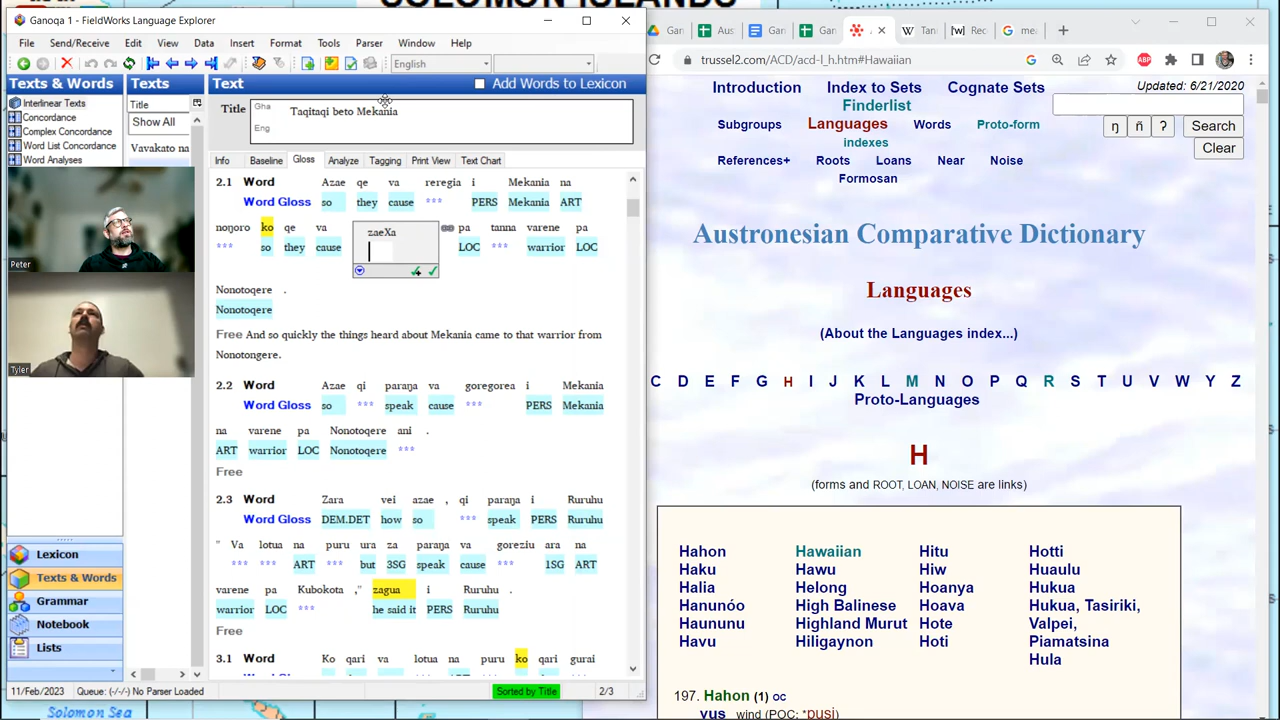 SOLOMON ISLANDS
Ganoqa 1 - FieldWorks Language Explorer
File Send/Receive Edit View Data Insert Format Tools Parser Window Help
English
Texts & Words
Texts
Text
Add Words to Lexicon
Interlinear Texts
Concordance
Complex Concordance
Word List Concordance
Word Analyses
Title
Show All
Vavakato na
Title
Gha Taqitaqi beto Mekania
Eng
Info Baseline Gloss Analyze Tagging Print View Text Chart
2.1 Word Azae qe va reregia i Mekania na
Word Gloss so they cause *** PERS Mekania ART
noŋoro ko qe va zaeXa pa tanna varene pa
*** so they cause LOC *** warrior LOC
Nonotoqere .
Nonotoqere
Free And so quickly the things heard about Mekania came to that warrior from
Nonotongere.
2.2 Word Azae qi paraŋa va goregorea i Mekania
Word Gloss so *** speak cause *** PERS Mekania
na varene pa Nonotoqere ani .
ART warrior LOC Nonotoqere ***
Free
2.3 Word Zara vei azae , qi paraŋa i Ruruhu
Word Gloss DEM.DET how so *** speak PERS Ruruhu
" Va lotua na puru ura za paraŋa va goreziu ara na
*** *** ART *** but 3SG speak cause *** 1SG ART
varene pa Kubokota ," zagua i Ruruhu .
warrior LOC *** he said it PERS Ruruhu
Free
3.1 Word Ko qari va lotua na puru ko qari gurai
Peter
Tyler
Lexicon
Texts & Words
Grammar
Notebook
Lists
11/Feb/2023 Queue: (-/-/-) No Parser Loaded
Sorted by Title
2/3
Solomon Sea
Gar
Aus
Gar
Gar
Tan
Rec
me
trussel2.com/ACD/acd-l_h.htm#Hawaiian
ABP
Introduction Index to Sets Cognate Sets
Finderlist
Subgroups Languages Words Proto-form
indexes
References+ Roots Loans Near Noise
Formosan
Updated: 6/21/2020
ŋ ñ ʔ Search
Clear
Austronesian Comparative Dictionary
Languages
(About the Languages index...)
C D E F G H I J K L M N O P Q R S T U V W Y Z
Proto-Languages
H
(forms and ROOT, LOAN, NOISE are links)
Hahon Hawaiian Hitu Hotti
Haku Hawu Hiw Huaulu
Halia Helong Hoanya Hukua
Hanunóo High Balinese Hoava Hukua, Tasiriki,
Haununu Highland Murut Hote Valpei,
Havu Hiligaynon Hoti Piamatsina
Hula
197. Hahon (1) oc
vus wind (POC: *pusi)